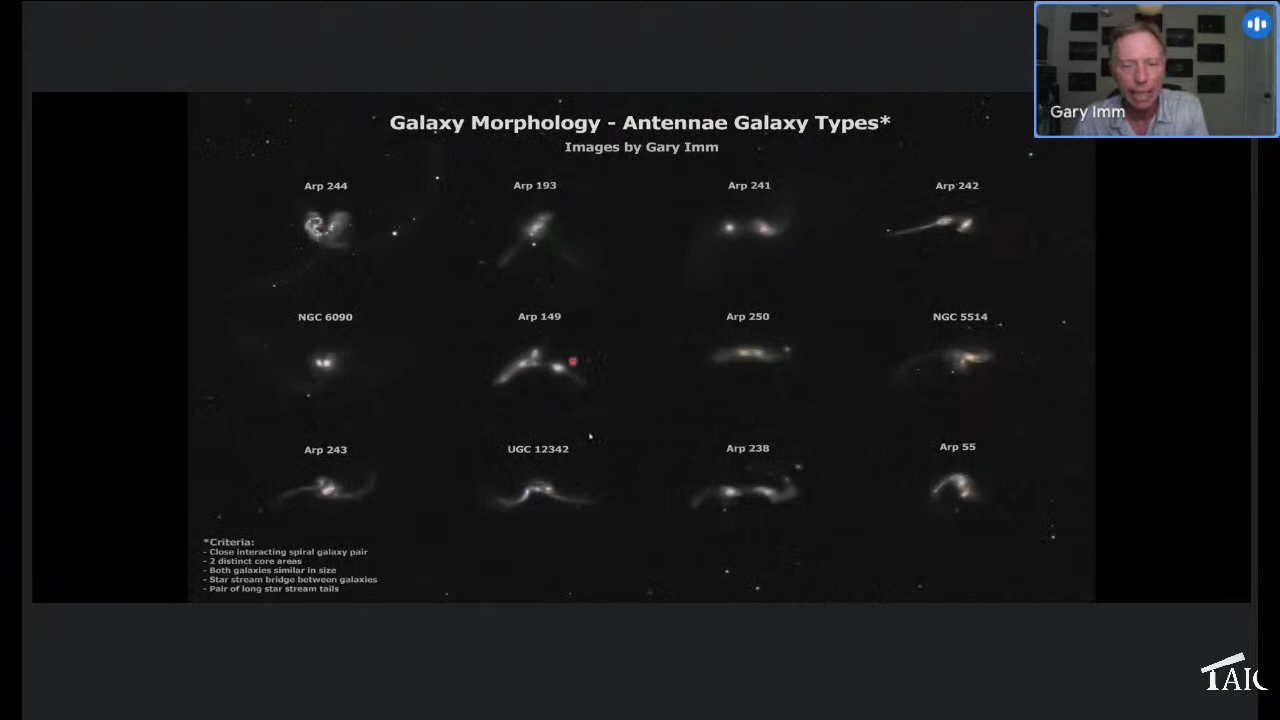 Gary Imm
Galaxy Morphology - Antennae Galaxy Types*
Images by Gary Imm
Arp 244
Arp 193
Arp 241
Arp 242
NGC 6090
Arp 149
Arp 250
NGC 5514
Arp 243
UGC 12342
Arp 238
Arp 55
*Criteria:
- Close interacting spiral galaxy pair
- 2 distinct core areas
- Both galaxies similar in size
- Star stream bridge between galaxies
- Pair of long star stream tails
TAIC